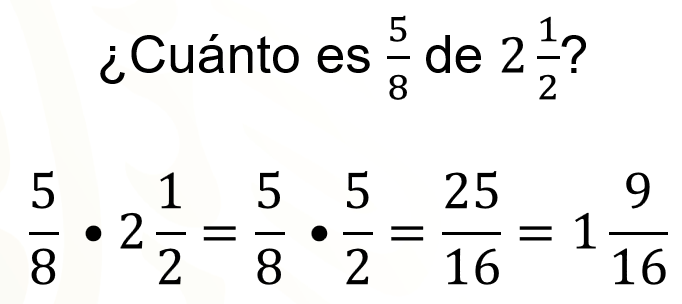 ¿Cuánto es 5/8 de 2 1/2?
5/8 • 2 1/2 = 5/8 • 5/2 = 25/16 = 1 9/16